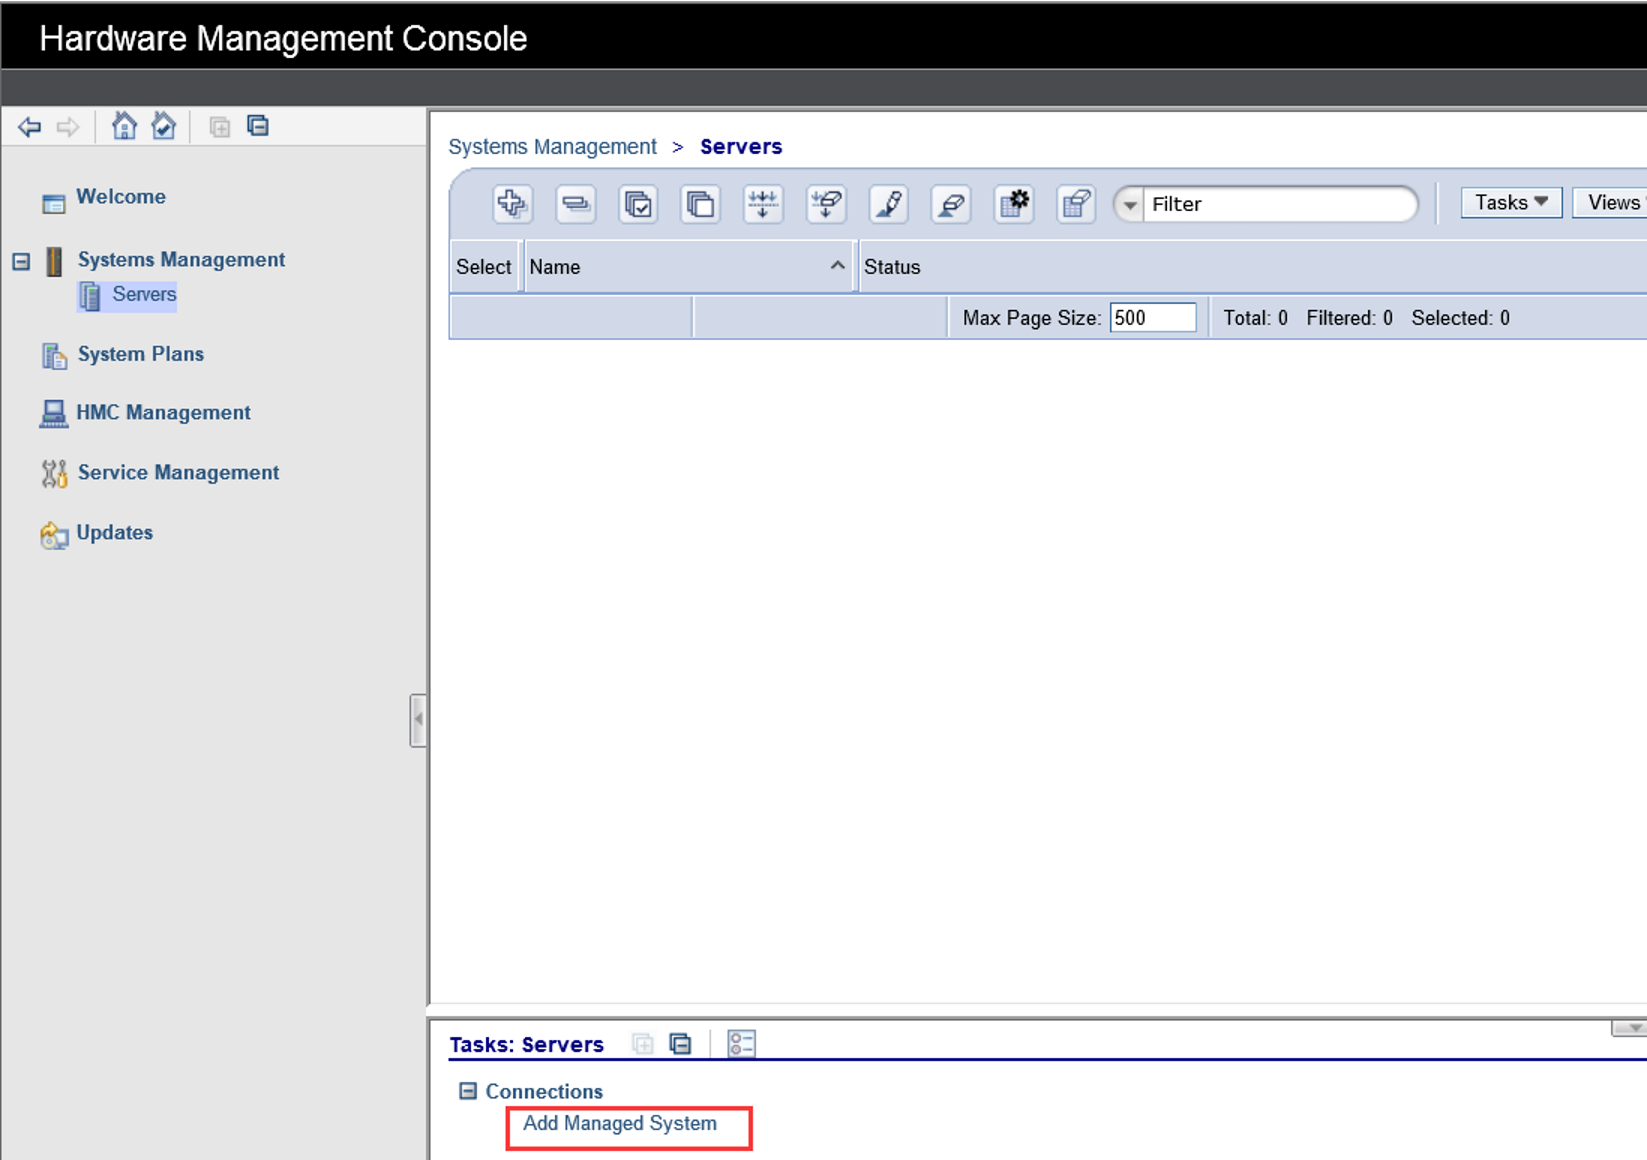 Hardware Management Console
Welcome
Systems Management
Servers
System Plans
HMC Management
Service Management
Updates
Systems Management > Servers
Filter
Tasks
Views
Select
Name
Status
Max Page Size: 500
Total: 0 Filtered: 0 Selected: 0
Tasks: Servers
Connections
Add Managed System